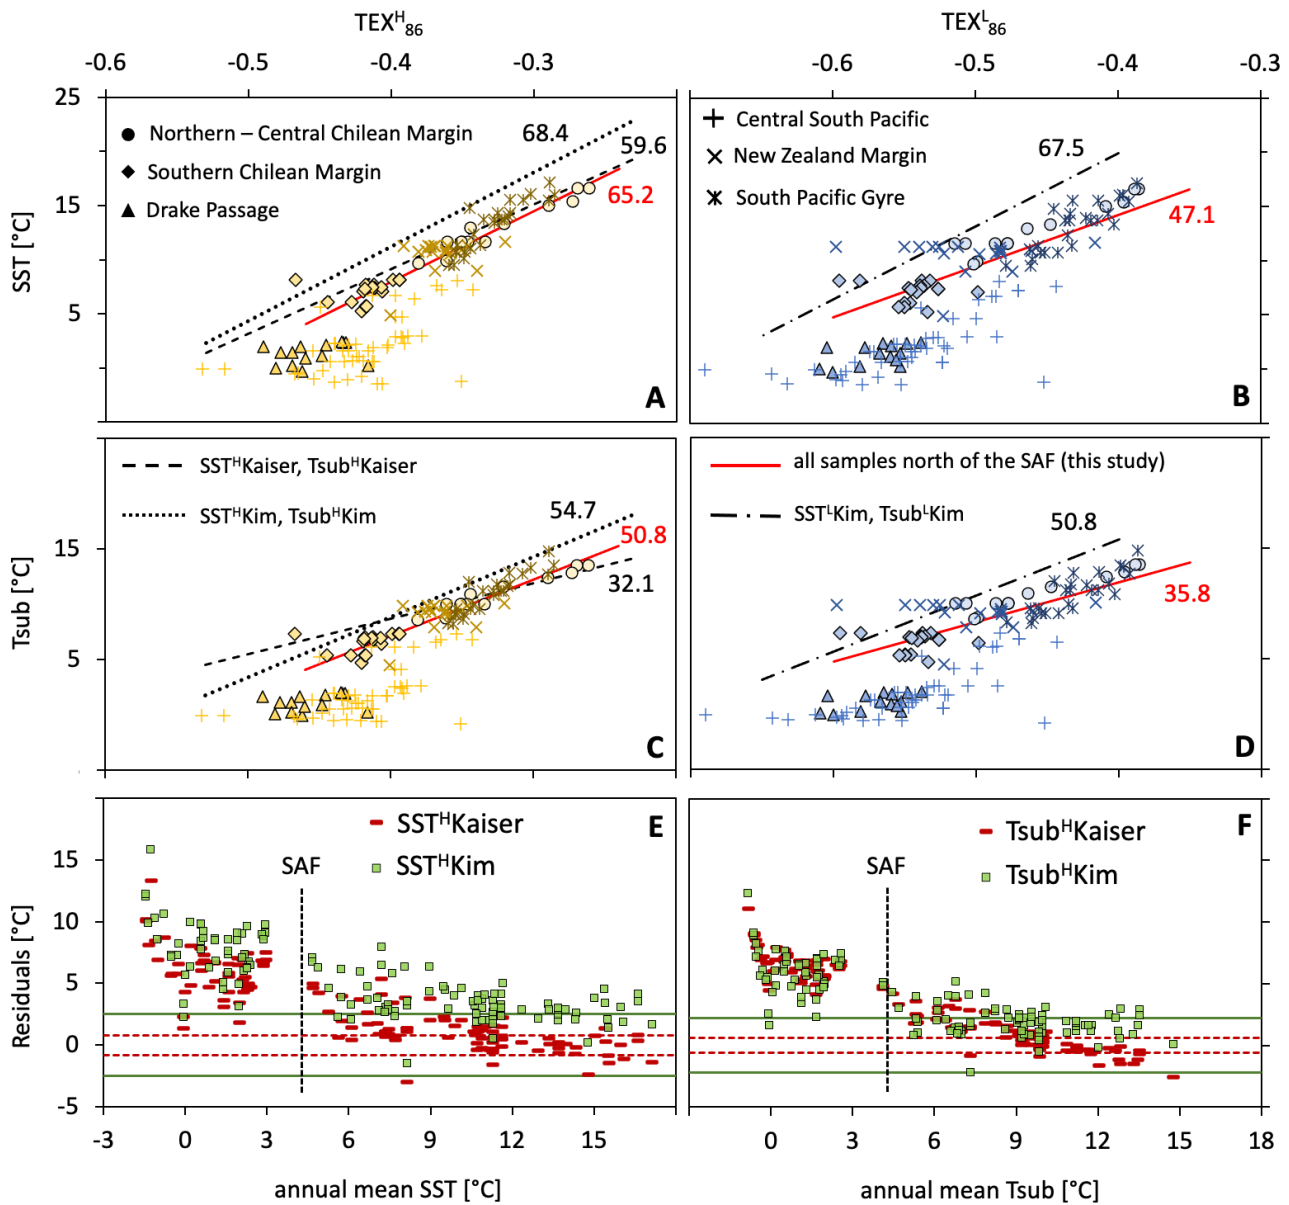 TEXᴴ₈₆ TEXᴸ₈₆
-0.6 -0.5 -0.4 -0.3 -0.6 -0.5 -0.4 -0.3
25
15
5
SST [°C]
Northern – Central Chilean Margin
Southern Chilean Margin
Drake Passage
68.4
59.6
65.2
A
Central South Pacific
New Zealand Margin
South Pacific Gyre
67.5
47.1
B
15
5
Tsub [°C]
SSTᴴKaiser, TsubᴴKaiser
SSTᴴKim, TsubᴴKim
54.7
50.8
32.1
C
all samples north of the SAF (this study)
SSTᴸKim, TsubᴸKim
50.8
35.8
D
15
10
5
0
-5
Residuals [°C]
SSTᴴKaiser
SSTᴴKim
SAF
E
TsubᴴKaiser
TsubᴴKim
SAF
F
-3 0 3 6 9 12 15 0 3 6 9 12 15 18
annual mean SST [°C] annual mean Tsub [°C]